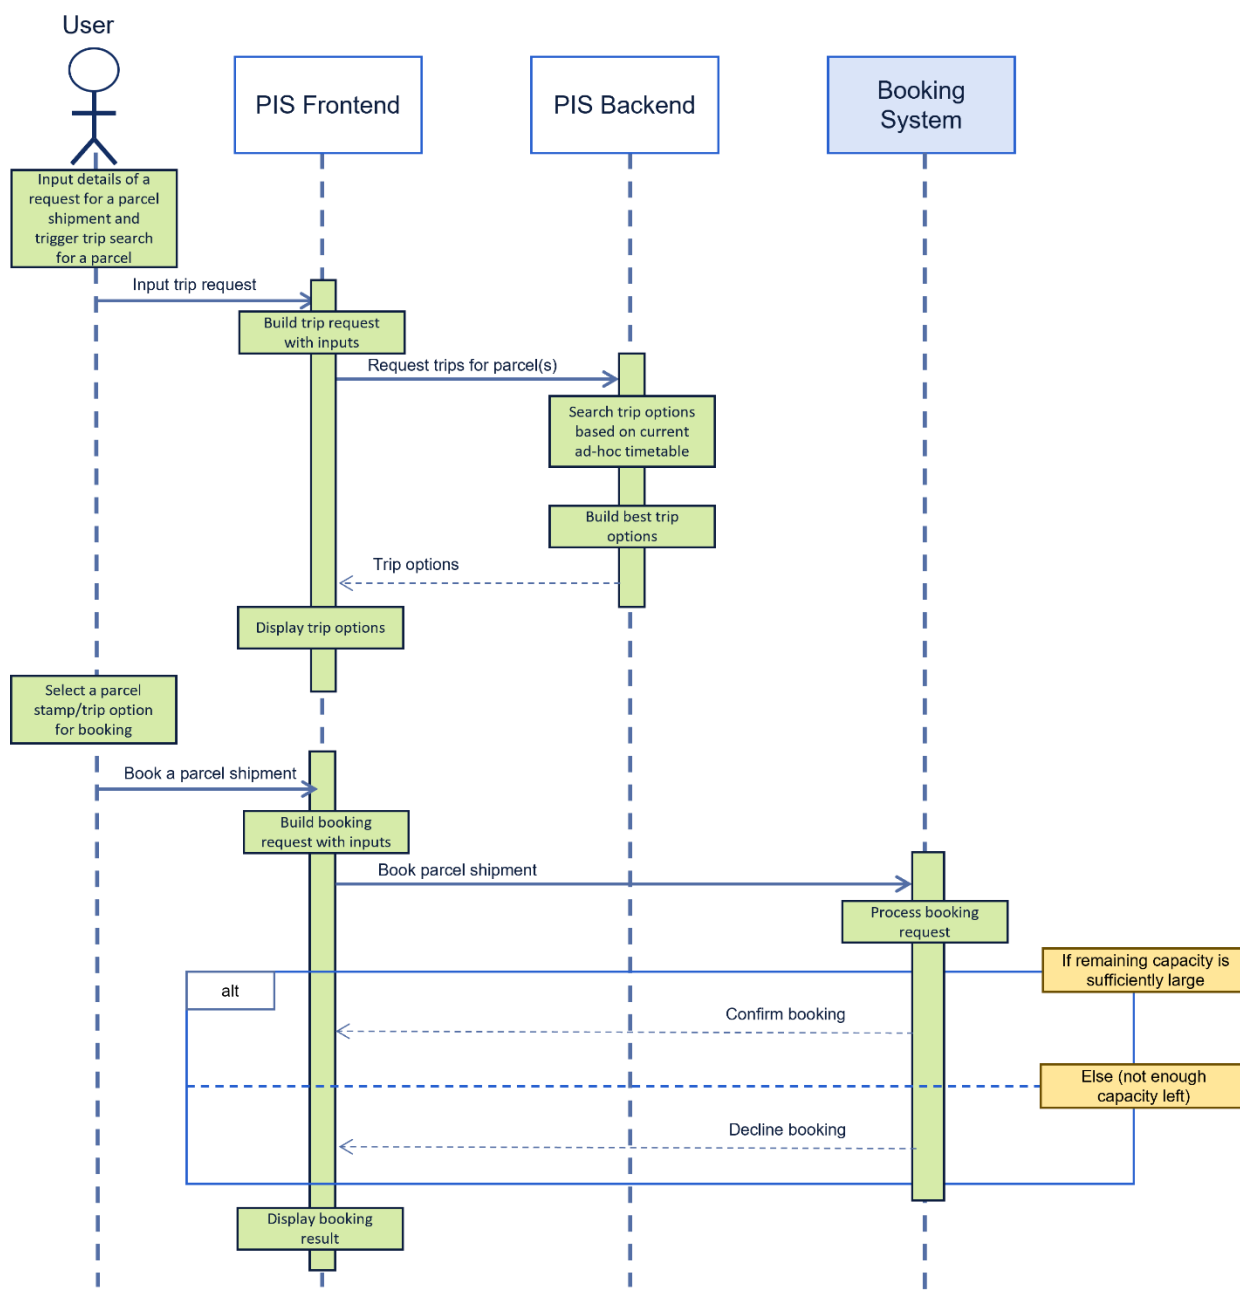 User
PIS Frontend
PIS Backend
Booking
System
Input details of a
request for a parcel
shipment and
trigger trip search
for a parcel
Input trip request
Build trip request
with inputs
Request trips for parcel(s)
Search trip options
based on current
ad-hoc timetable
Build best trip
options
Trip options
Display trip options
Select a parcel
stamp/trip option
for booking
Book a parcel shipment
Build booking
request with inputs
Book parcel shipment
Process booking
request
If remaining capacity is
sufficiently large
alt
Confirm booking
Else (not enough
capacity left)
Decline booking
Display booking
result